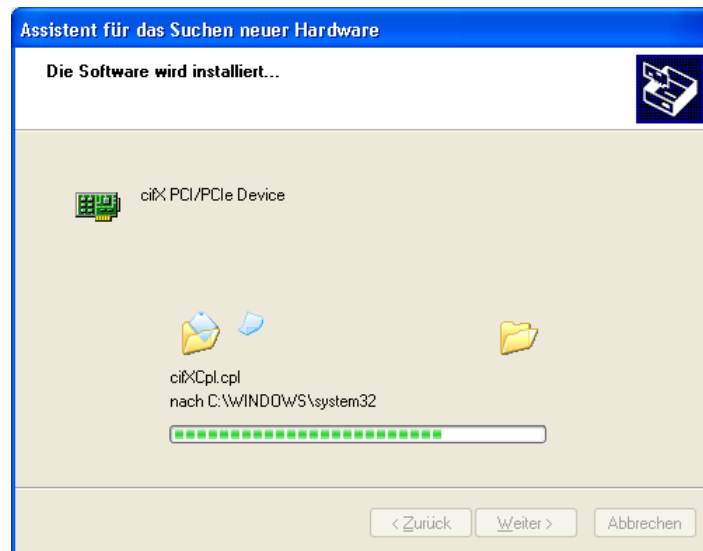 Assistent für das Suchen neuer Hardware
Die Software wird installiert...
cifX PCI/PCIe Device
cifXCpl.cpl
nach C:\WINDOWS\system32
< Zurück
Weiter >
Abbrechen